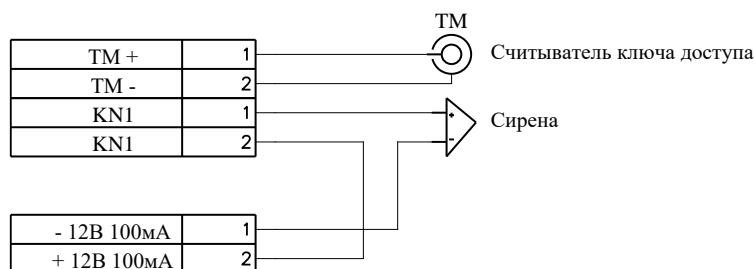 ТМ
ТМ + 1 Считыватель ключа доступа
ТМ - 2
KN1 1 + Сирена
KN1 2 -
- 12В 100мА 1
+ 12В 100мА 2